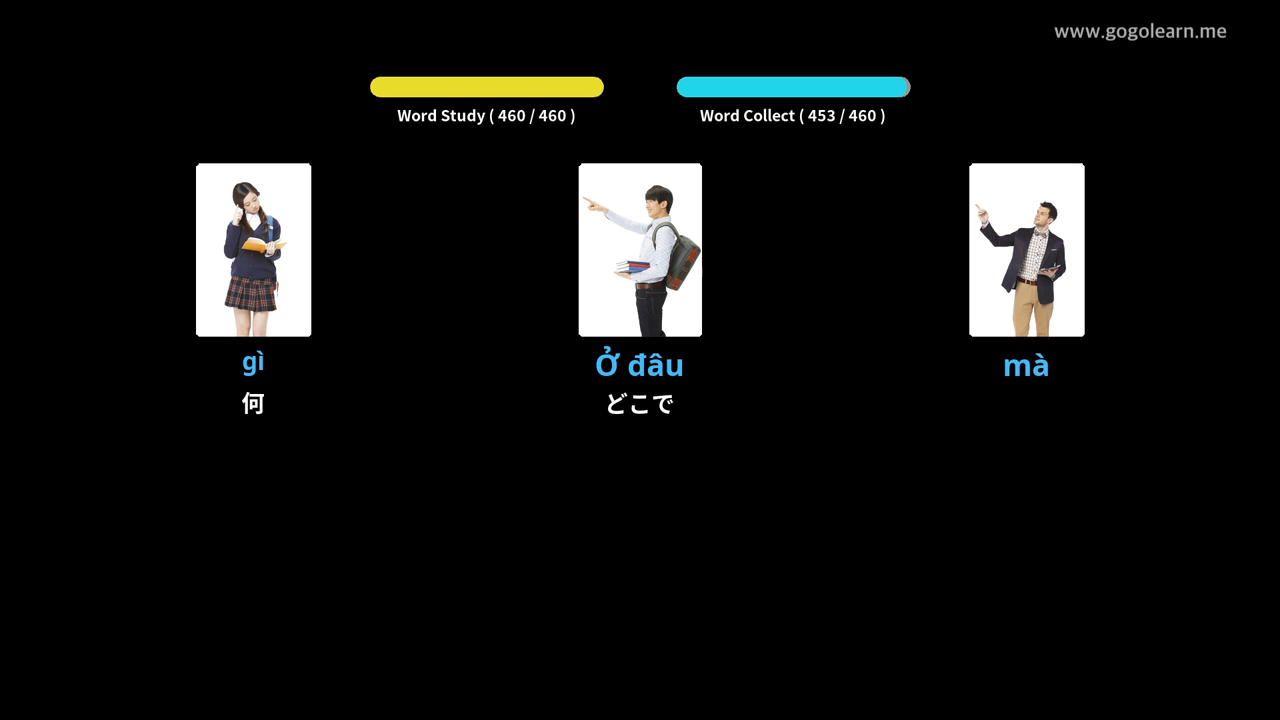 www.gogolearn.me
Word Study ( 460 / 460 )
Word Collect ( 453 / 460 )
gì
何
Ở đâu
どこで
mà